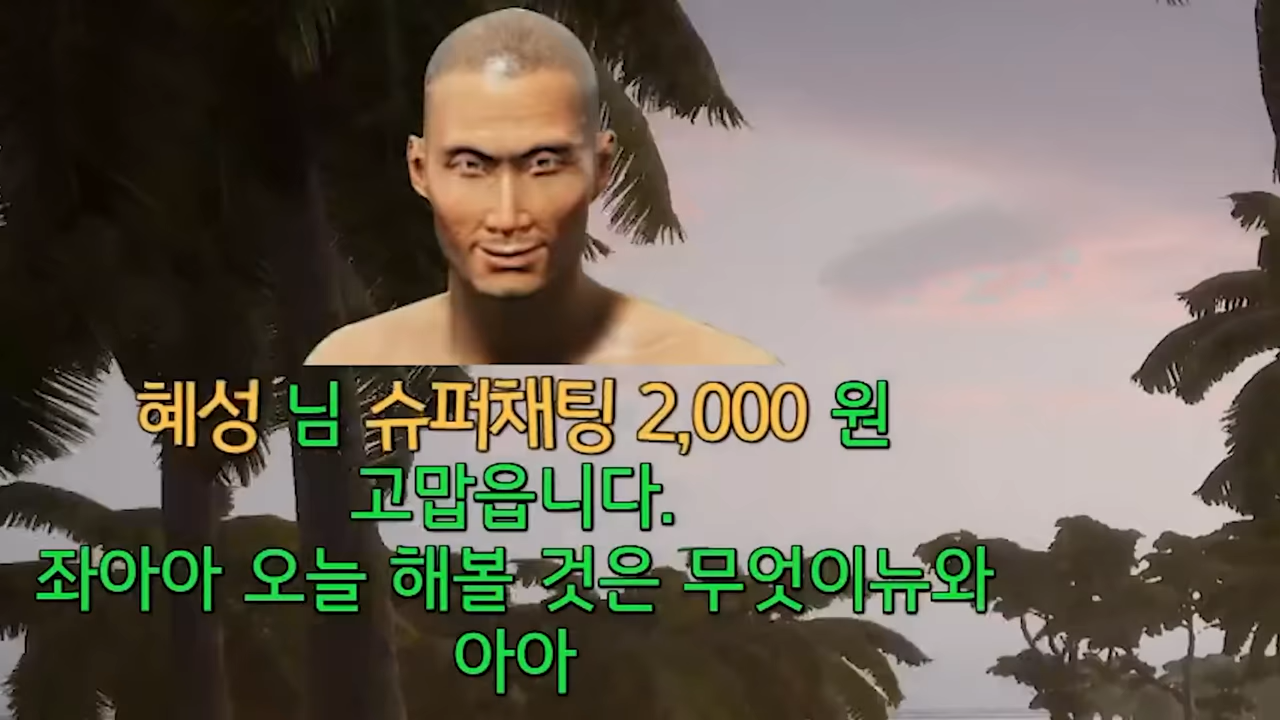 혜성 님 슈퍼채팅 2,000 원
고맙읍니다.
좌아아 오늘 해볼 것은 무엇이뉴와
아아